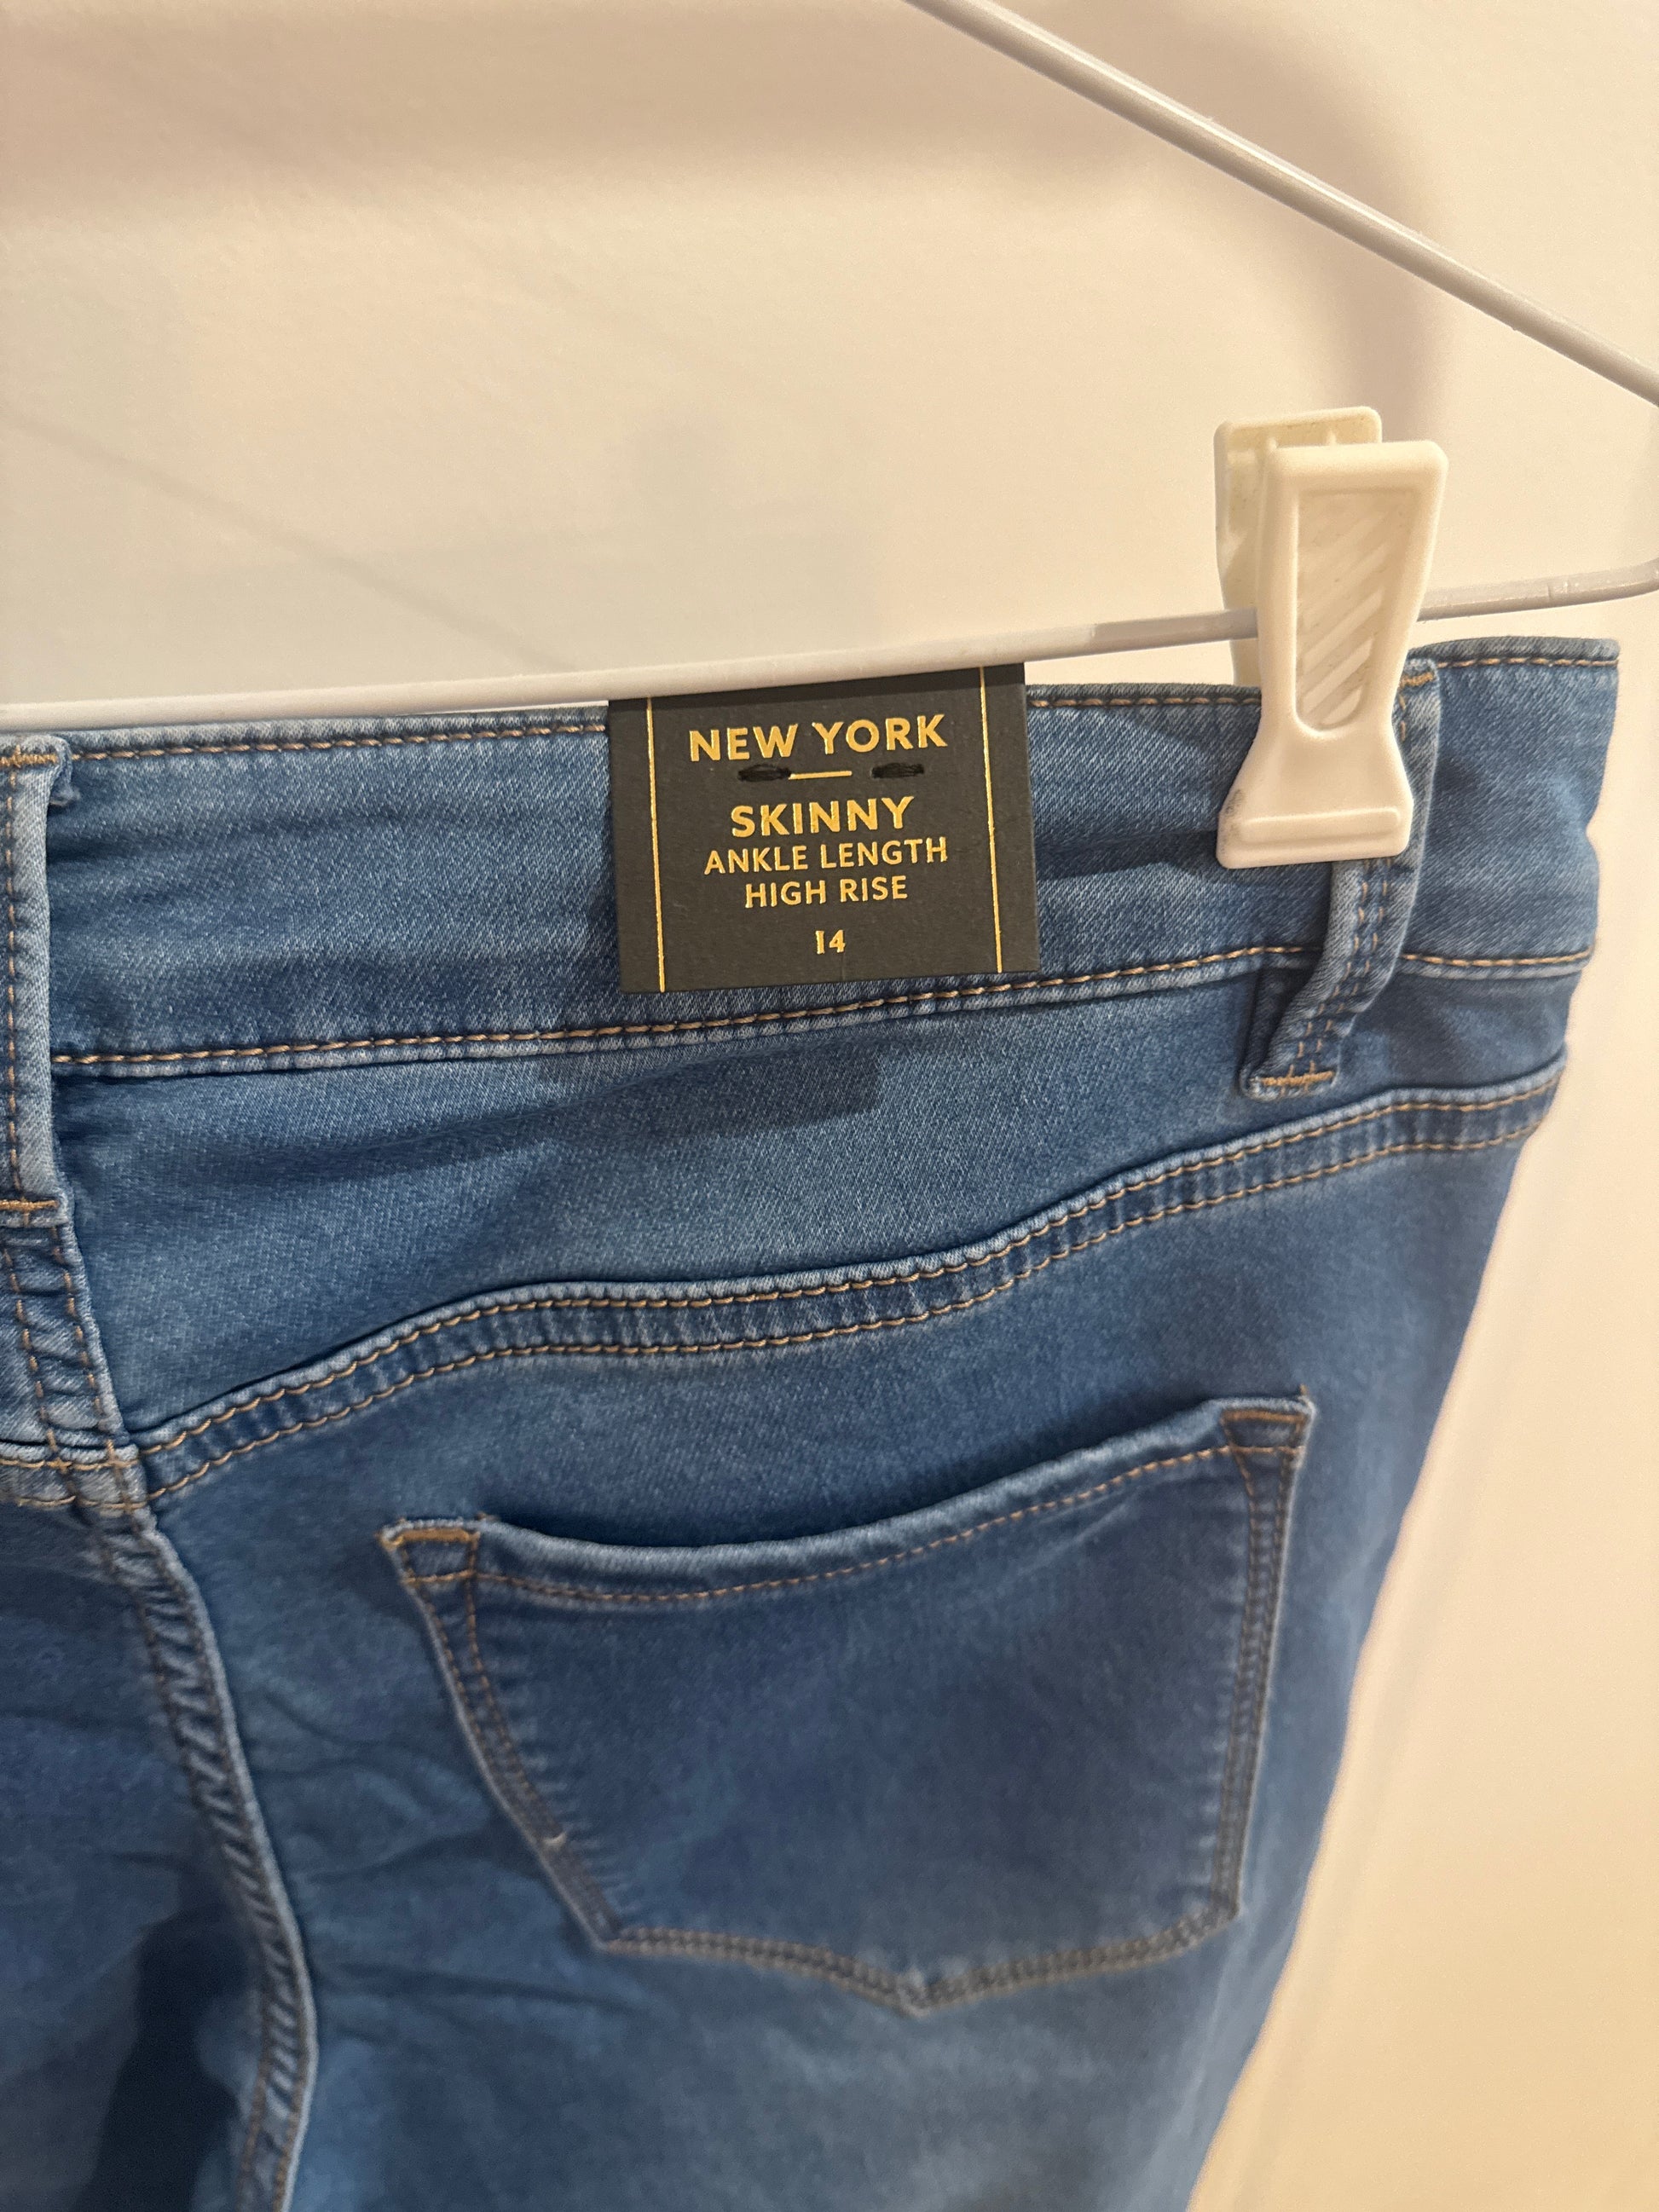 NEW YORK
SKINNY
ANKLE LENGTH
HIGH RISE
14